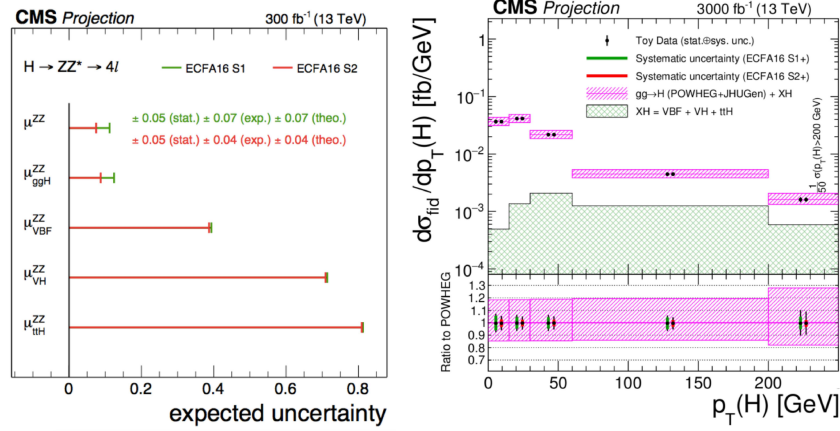 CMS Projection 300 fb⁻¹ (13 TeV)
H → ZZ* → 4l
ECFA16 S1
ECFA16 S2
± 0.05 (stat.) ± 0.07 (exp.) ± 0.07 (theo.)
± 0.05 (stat.) ± 0.04 (exp.) ± 0.04 (theo.)
μ^ZZ
μ^ZZ_ggH
μ^ZZ_VBF
μ^ZZ_VH
μ^ZZ_ttH
0 0.2 0.4 0.6 0.8
expected uncertainty
CMS Projection 3000 fb⁻¹ (13 TeV)
dσ_fid/dp_T(H) [fb/GeV]
1
10⁻¹
10⁻²
10⁻³
10⁻⁴
Toy Data (stat.⊕sys. unc.)
Systematic uncertainty (ECFA16 S1+)
Systematic uncertainty (ECFA16 S2+)
gg→H (POWHEG+JHUGen) + XH
XH = VBF + VH + ttH
1/50 σ(p_T(H)>200 GeV)
Ratio to POWHEG
1.3
1.2
1.1
1.0
0.9
0.8
0.7
0 50 100 150 200
p_T(H) [GeV]